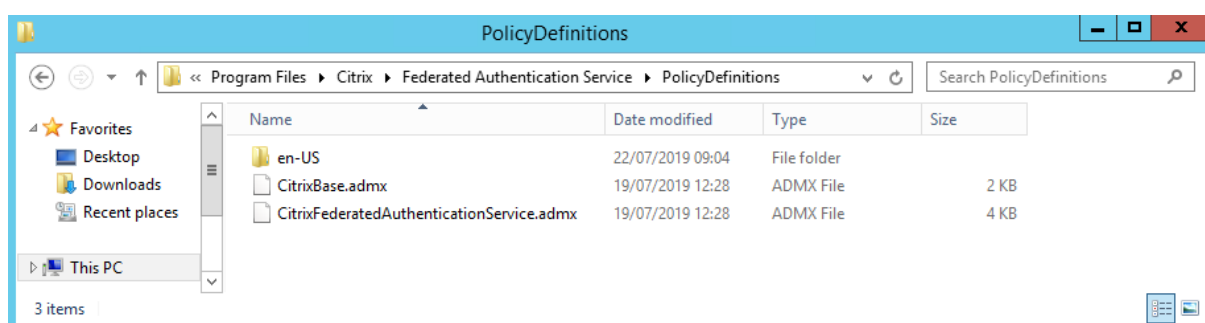 PolicyDefinitions
« Program Files Citrix Federated Authentication Service PolicyDefinitions Search PolicyDefinitions
Favorites Name Date modified Type Size
Desktop en-US 22/07/2019 09:04 File folder
Downloads CitrixBase.admx 19/07/2019 12:28 ADMX File 2 KB
Recent places CitrixFederatedAuthenticationService.admx 19/07/2019 12:28 ADMX File 4 KB
This PC
3 items